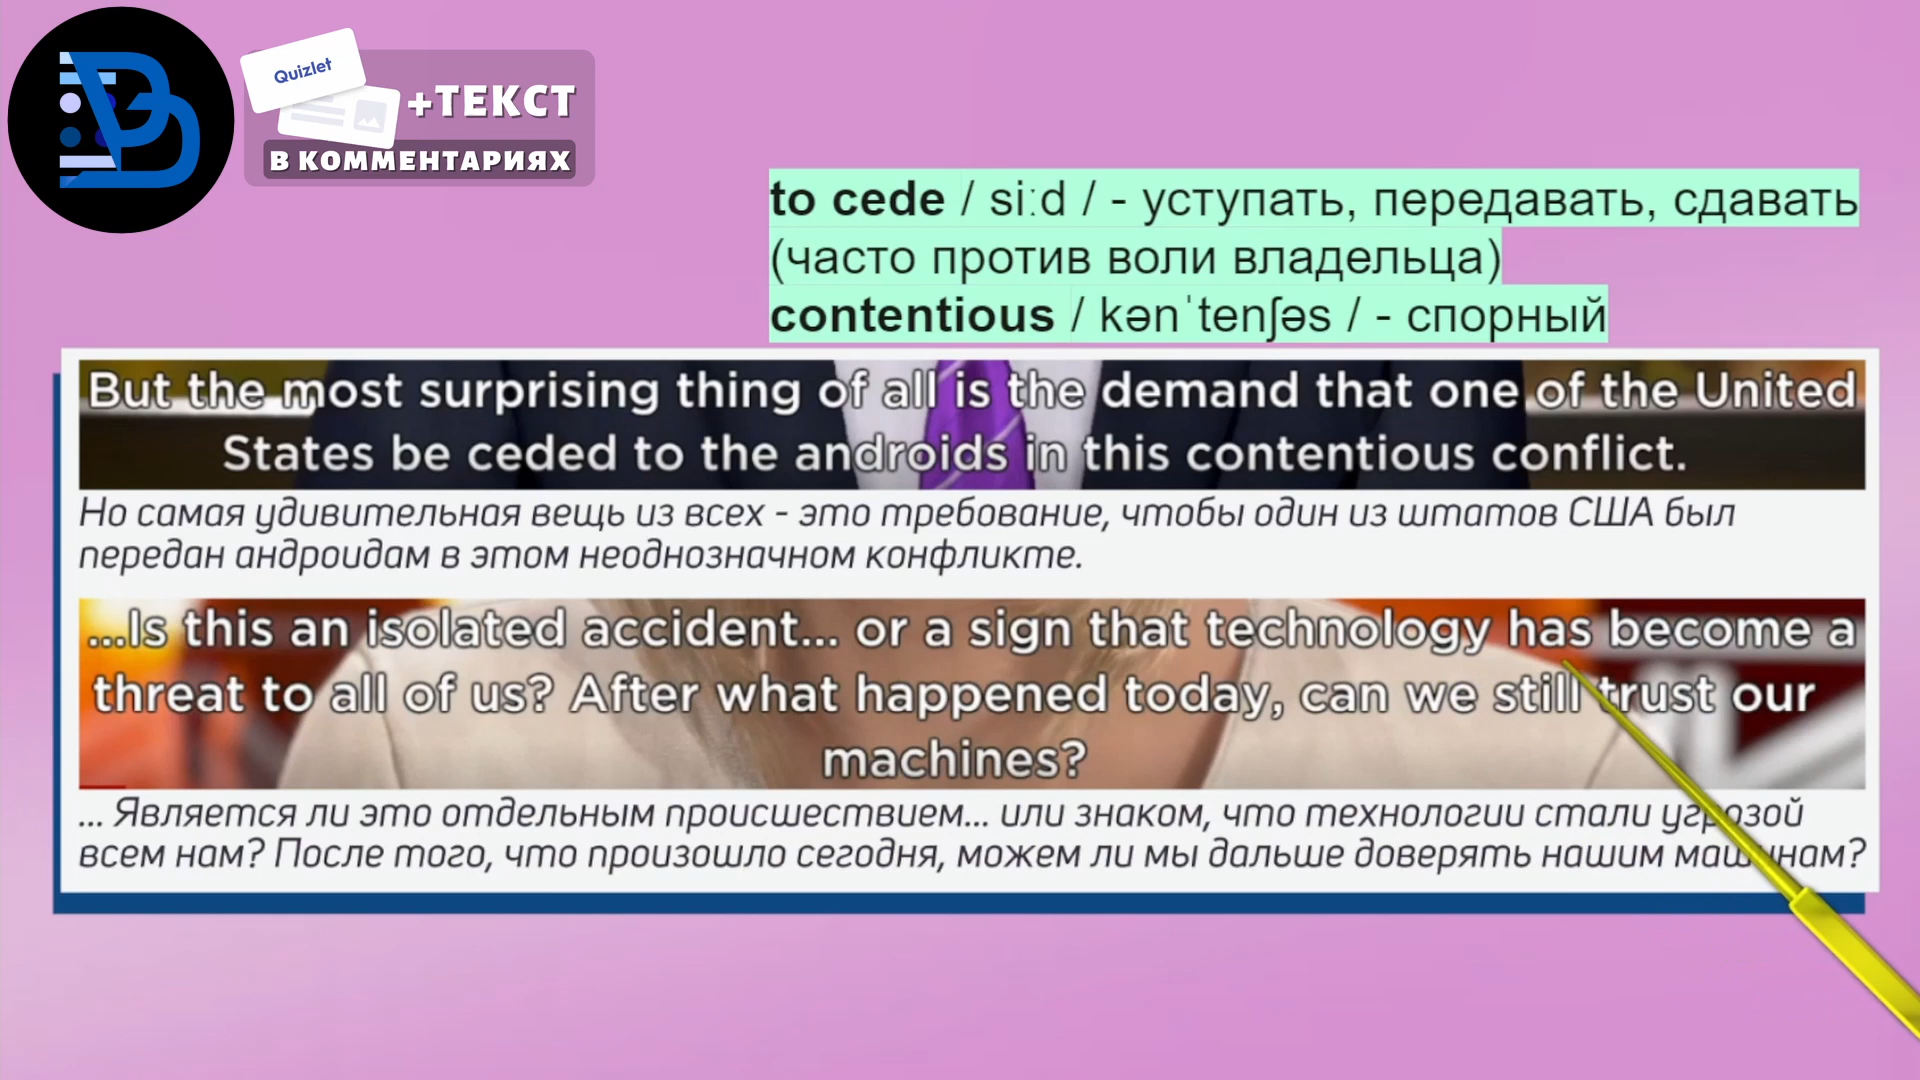 Quizlet
+ТЕКСТ
В КОММЕНТАРИЯХ
to cede / siːd / - уступать, передавать, сдавать
(часто против воли владельца)
contentious / kənˈtenʃəs / - спорный
But the most surprising thing of all is the demand that one of the United
States be ceded to the androids in this contentious conflict.
Но самая удивительная вещь из всех - это требование, чтобы один из штатов США был
передан андроидам в этом неоднозначном конфликте.
...Is this an isolated accident... or a sign that technology has become a
threat to all of us? After what happened today, can we still trust our
machines?
... Является ли это отдельным происшествием... или знаком, что технологии стали угрозой
всем нам? После того, что произошло сегодня, можем ли мы дальше доверять нашим машинам?